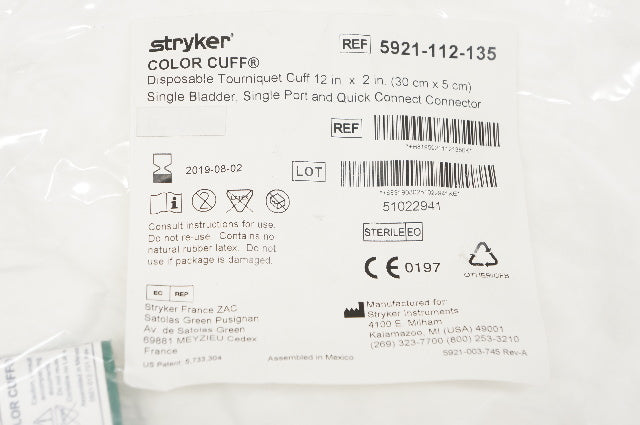 stryker
REF 5921-112-135
COLOR CUFF®
Disposable Tourniquet Cuff 12 in. x 2 in. (30 cm x 5 cm)
Single Bladder, Single Port and Quick Connect Connector
REF
2019-08-02
LOT
51022941
LATEX
Consult instructions for use.
Do not re-use. Contains no
natural rubber latex. Do not
use if package is damaged.
STERILE EO
CE 0197
EC REP
Stryker France ZAC
Satolas Green Pusignan
Av. de Satolas Green
69881 MEYZIEU Cedex
France
Manufactured for:
Stryker Instruments
4100 E. Milham
Kalamazoo, MI (USA) 49001
(269) 323-7700 (800) 253-3210
US Patent 5,733,304
Assembled in Mexico
5921-003-745 Rev-A
COLOR CUFF